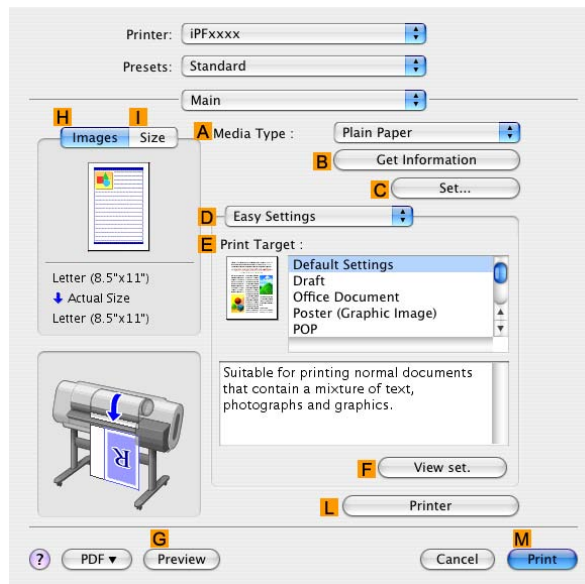 Printer: iPFxxxx
Presets: Standard
Main
H I
Images Size
A Media Type : Plain Paper
B Get Information
C Set...
D Easy Settings
E Print Target :
Default Settings
Draft
Office Document
Poster (Graphic Image)
POP
Letter (8.5"x11")
Actual Size
Letter (8.5"x11")
Suitable for printing normal documents
that contain a mixture of text,
photographs and graphics.
R
F View set.
L Printer
G M
? PDF Preview Cancel Print